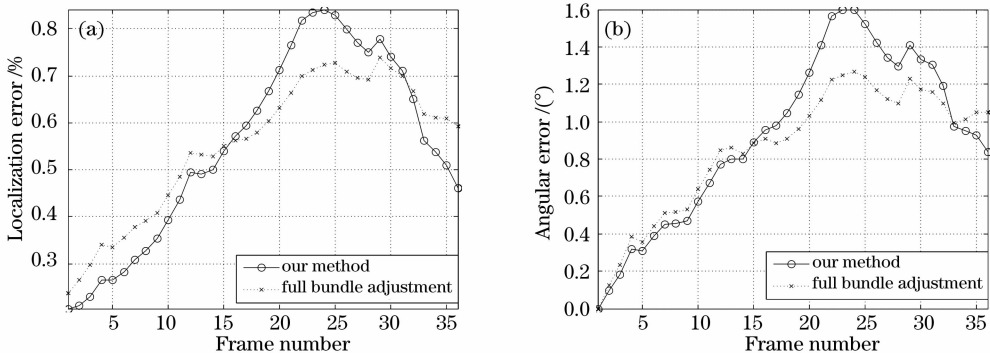 (a)
Localization error /%
0.8
0.7
0.6
0.5
0.4
0.3
5 10 15 20 25 30 35
Frame number
our method
full bundle adjustment
(b)
Angular error /(°)
1.6
1.4
1.2
1.0
0.8
0.6
0.4
0.2
0.0
5 10 15 20 25 30 35
Frame number
our method
full bundle adjustment